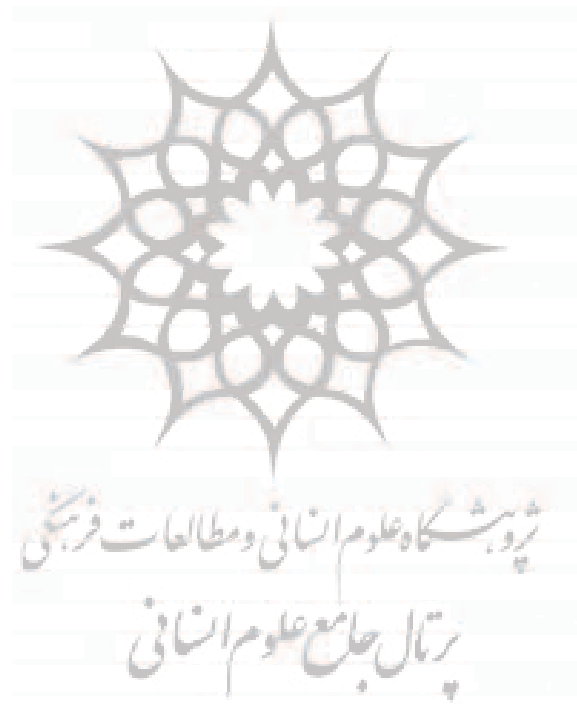 پژوهشگاه علوم انسانی و مطالعات فرهنگی
پرتال جامع علوم انسانی